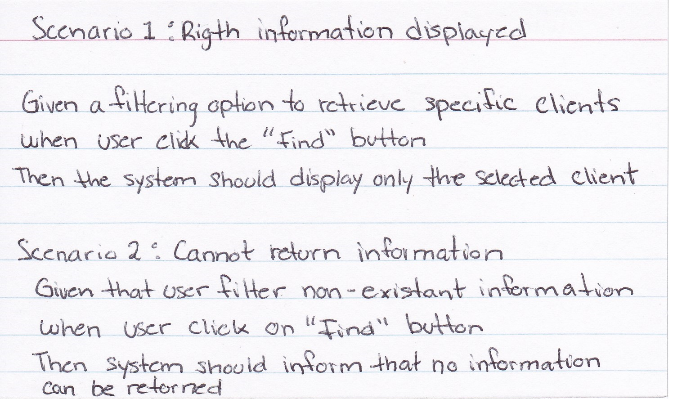 Scenario 1: Rigth information displayed
Given a filtering option to retrieve specific clients
when user click the "Find" button
Then the system should display only the selected client
Scenario 2: Cannot return information
Given that user filter non-existant information
when user click on "Find" button
Then system should inform that no information
can be retorned